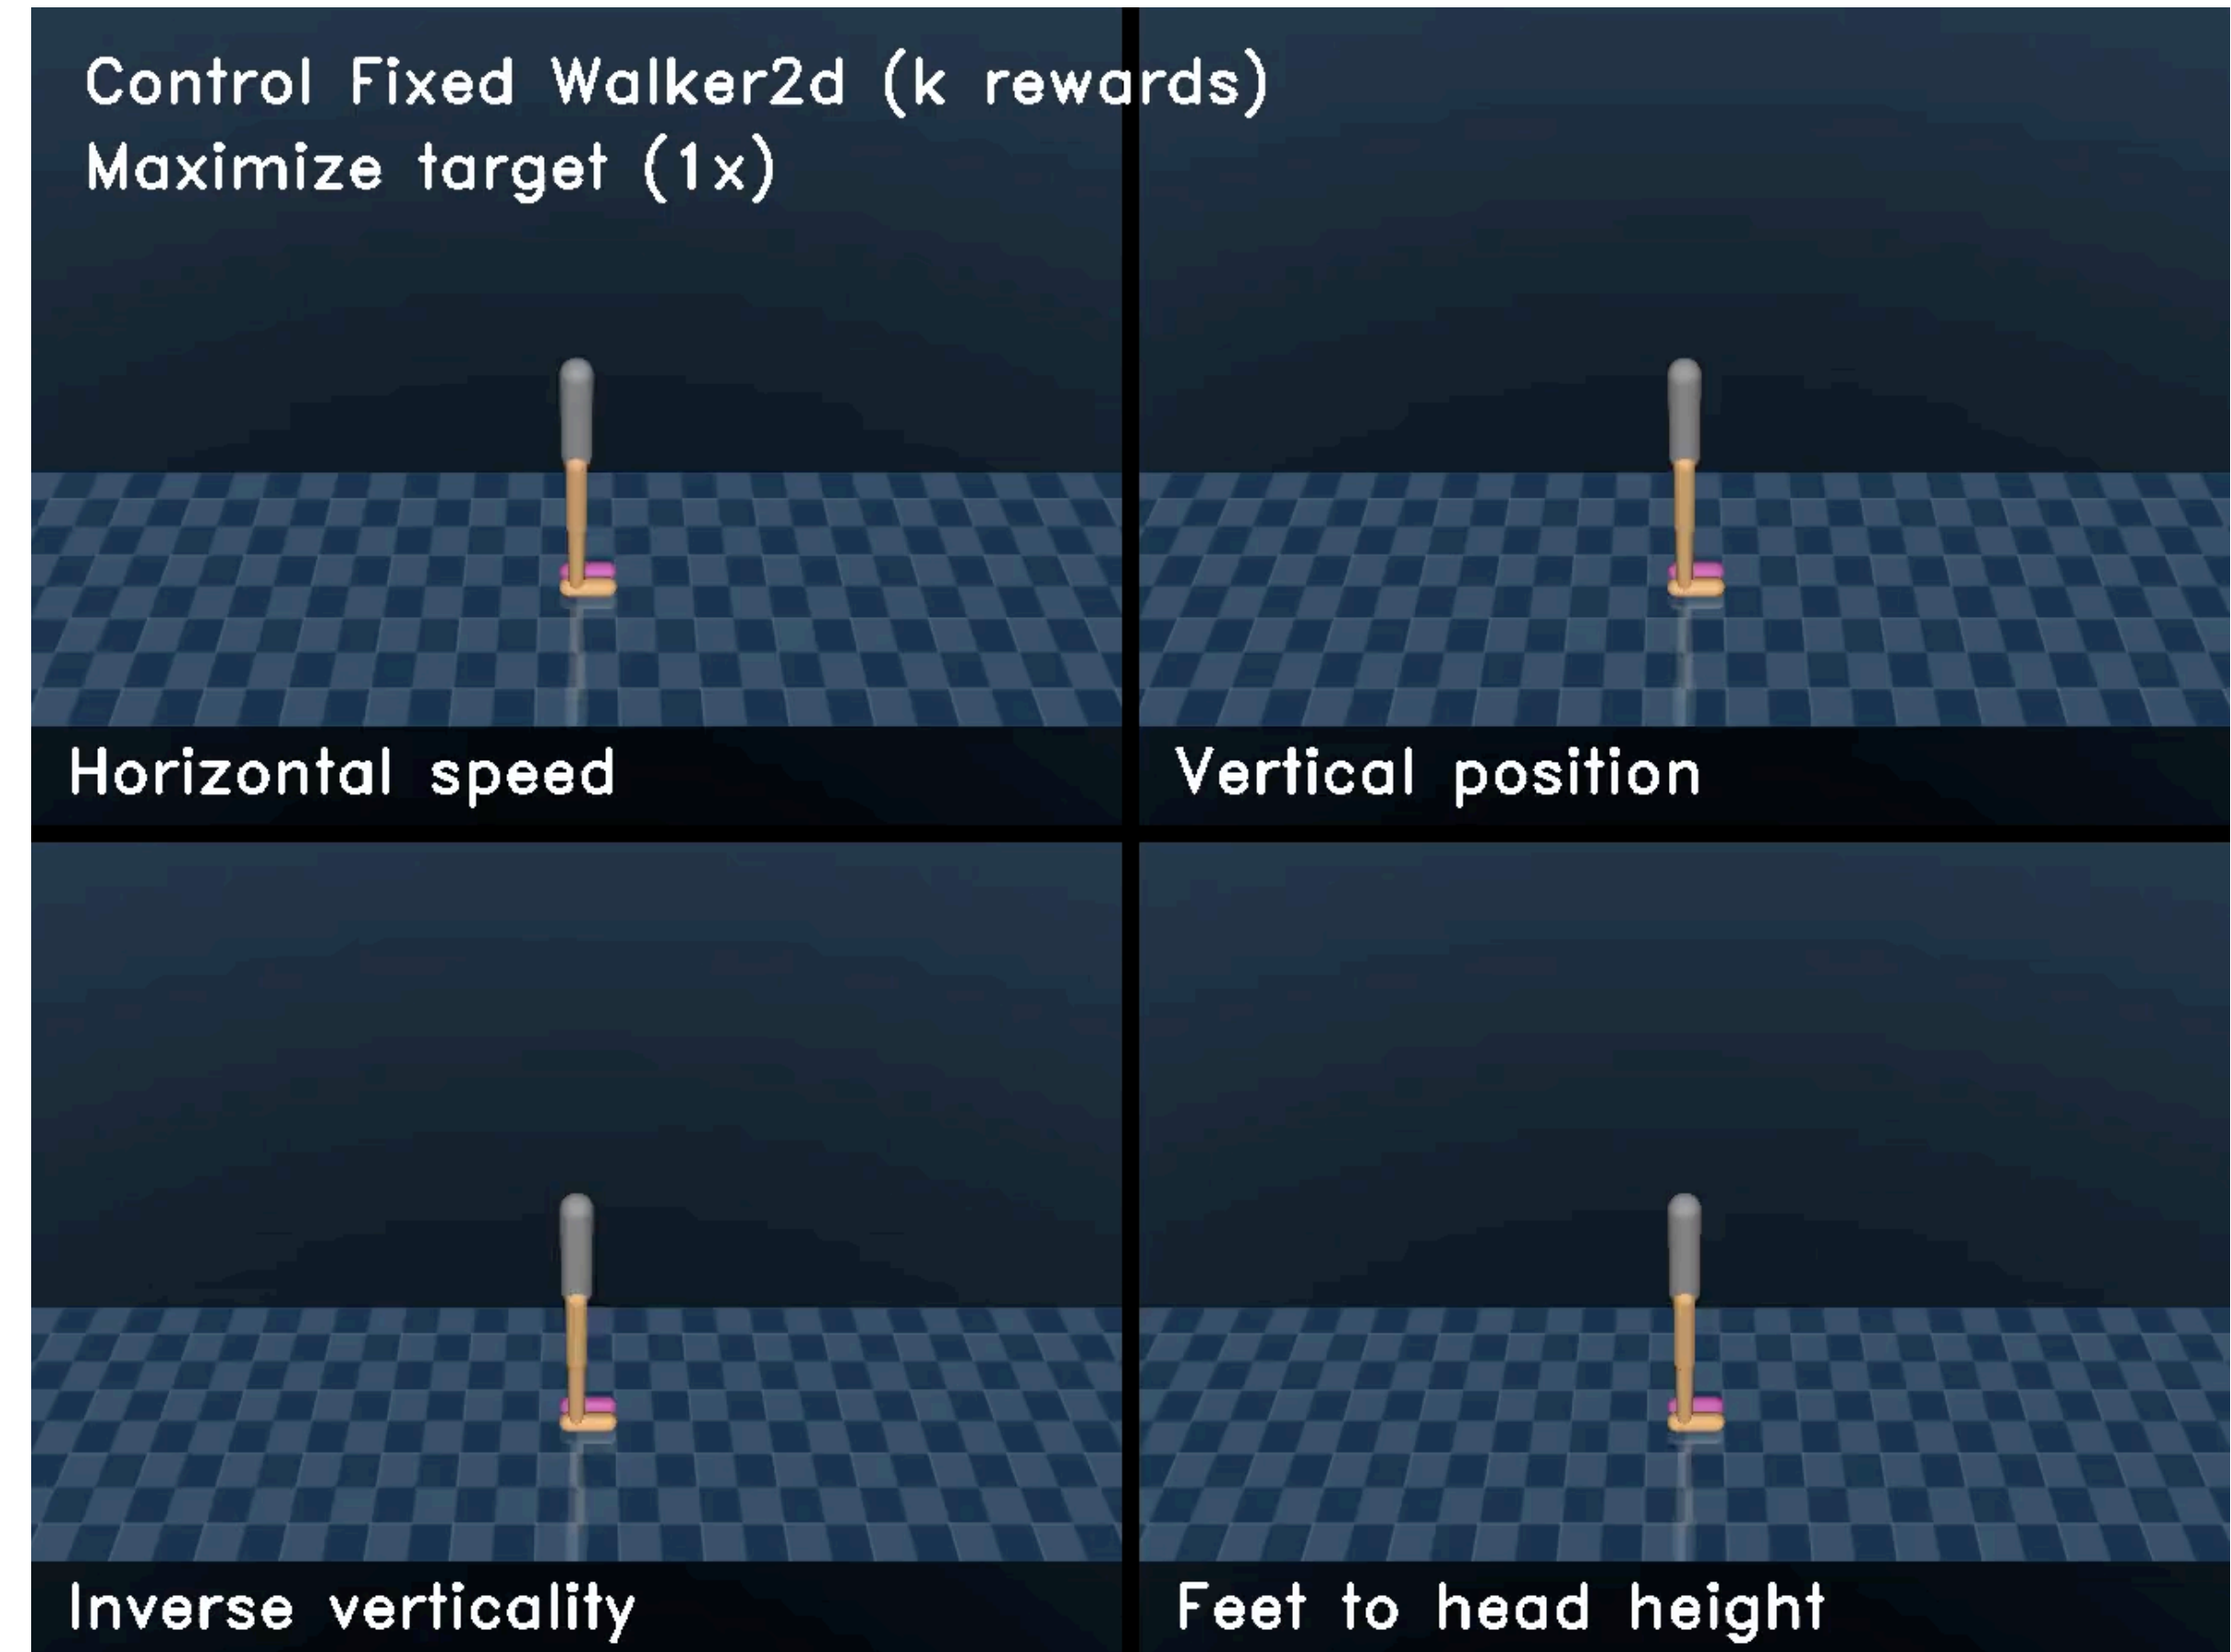 Control Fixed Walker2d (k rewards)
Maximize target (1x)
Horizontal speed
Vertical position
Inverse verticality
Feet to head height